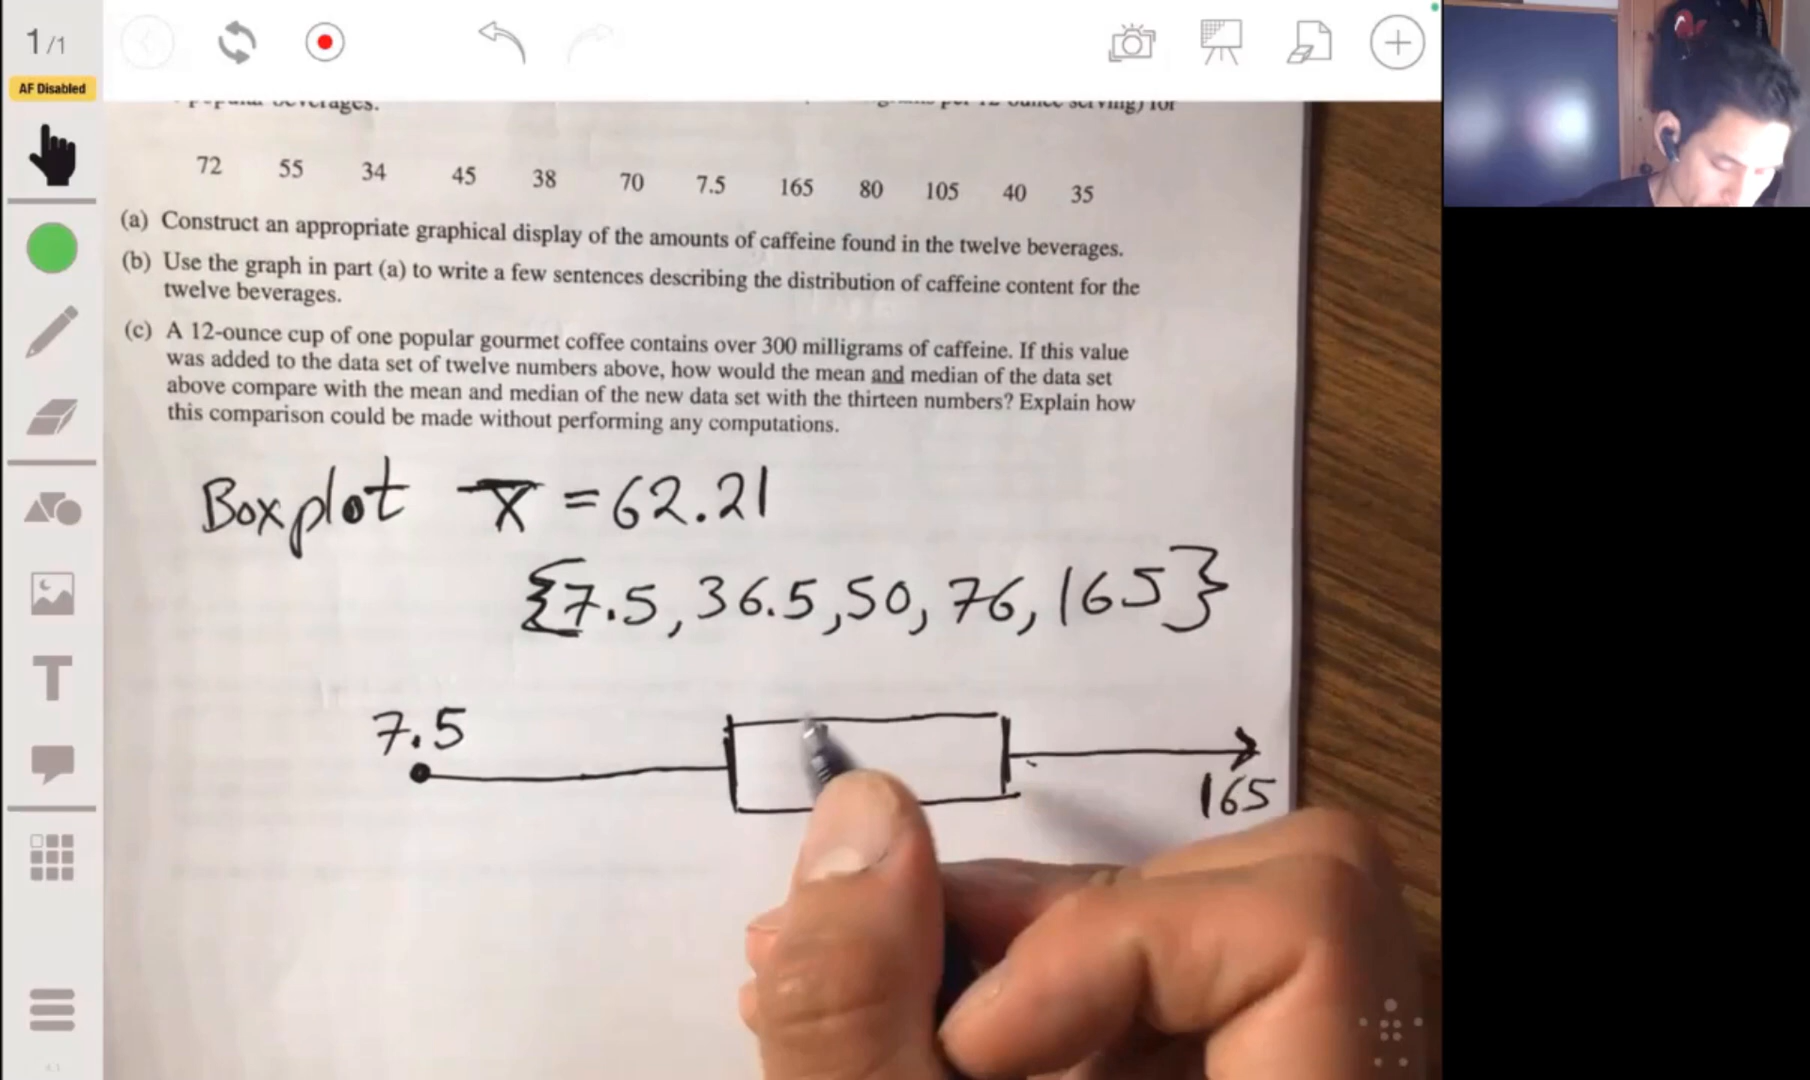 1/1
AF Disabled
beverages. serving) for
72 55 34 45 38 70 7.5 165 80 105 40 35
(a) Construct an appropriate graphical display of the amounts of caffeine found in the twelve beverages.
(b) Use the graph in part (a) to write a few sentences describing the distribution of caffeine content for the
twelve beverages.
(c) A 12-ounce cup of one popular gourmet coffee contains over 300 milligrams of caffeine. If this value
was added to the data set of twelve numbers above, how would the mean and median of the data set
above compare with the mean and median of the new data set with the thirteen numbers? Explain how
this comparison could be made without performing any computations.
Boxplot x̄ = 62.21
{7.5, 36.5, 50, 76, 165}
7.5
165
T